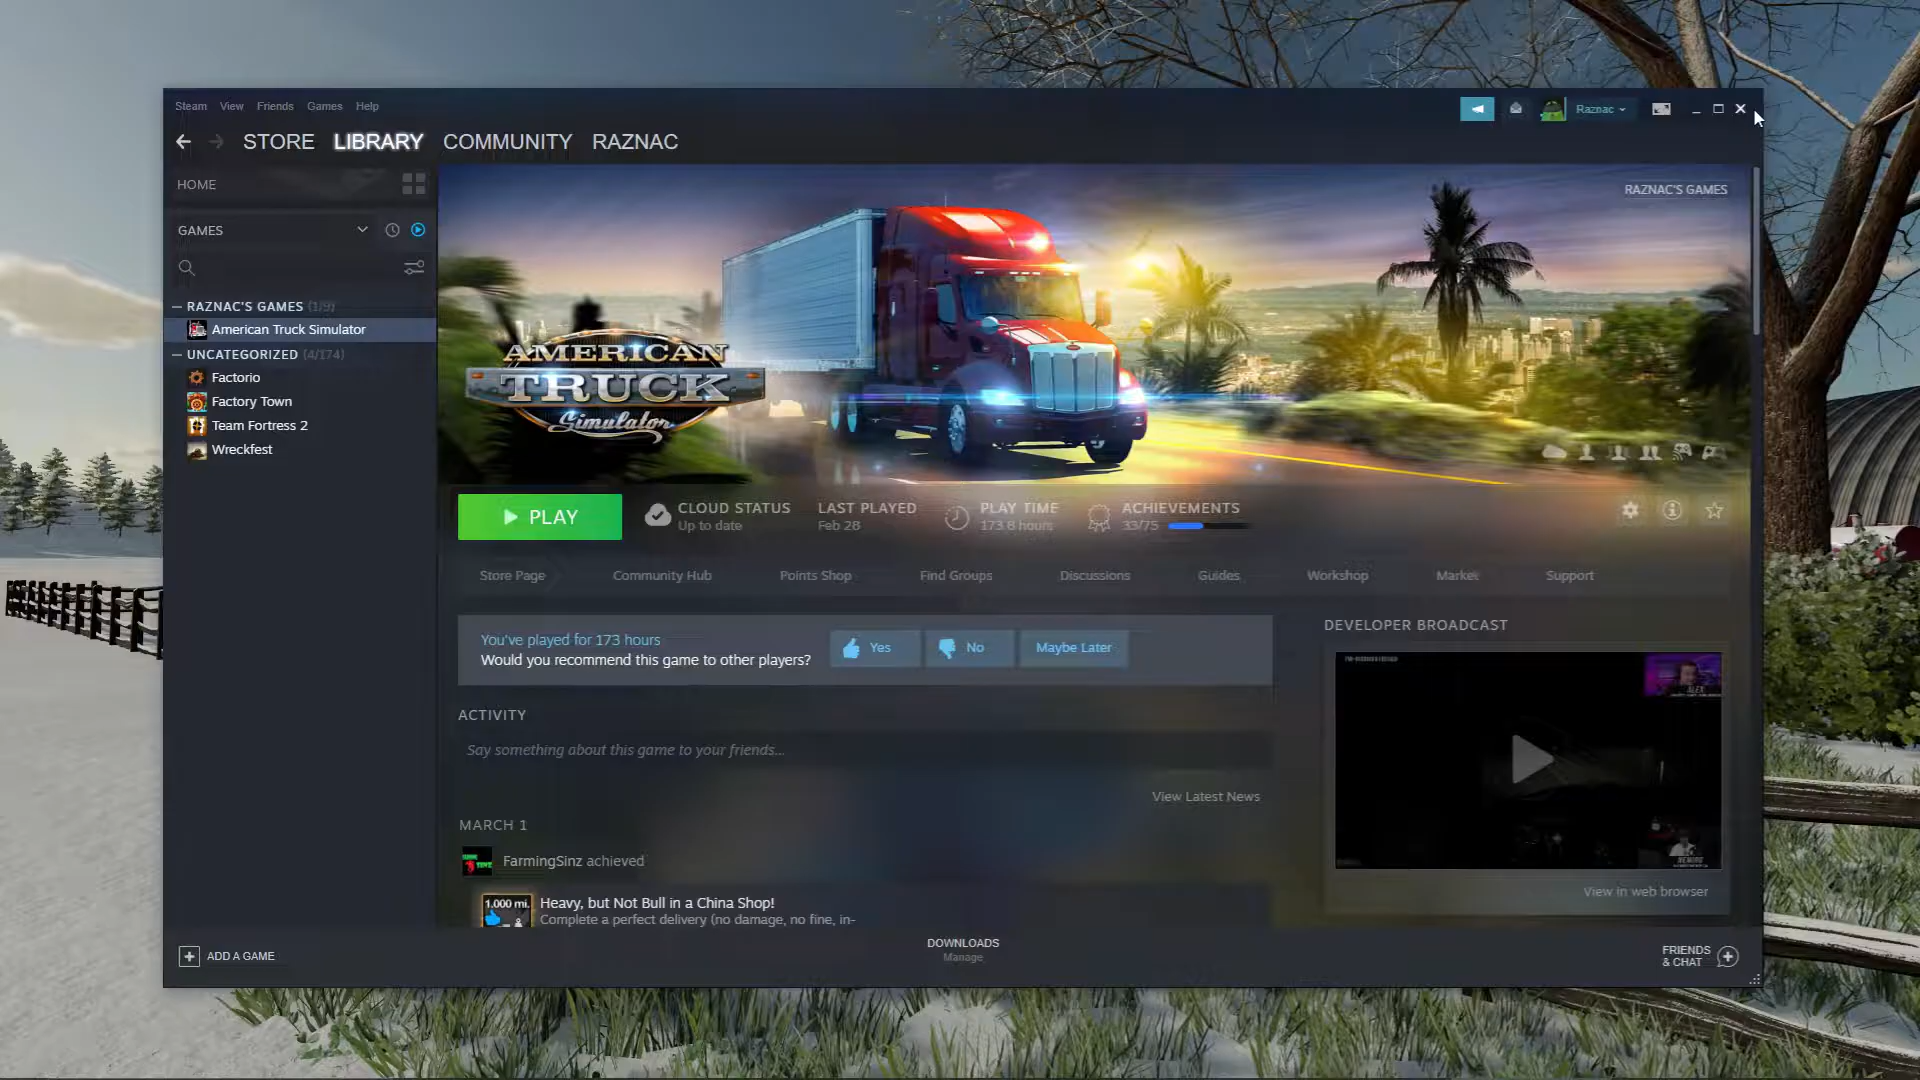 Steam View Friends Games Help
Raznac
STORE LIBRARY COMMUNITY RAZNAC
HOME
RAZNAC'S GAMES
GAMES
RAZNAC'S GAMES (1/9)
American Truck Simulator
UNCATEGORIZED (4/174)
Factorio
Factory Town
Team Fortress 2
Wreckfest
AMERICAN
TRUCK
Simulator
PLAY
CLOUD STATUS
Up to date
LAST PLAYED
Feb 28
PLAY TIME
173.8 hours
ACHIEVEMENTS
33/75
Store Page Community Hub Points Shop Find Groups Discussions Guides Workshop Market Support
You've played for 173 hours
Would you recommend this game to other players?
Yes
No
Maybe Later
DEVELOPER BROADCAST
ALEX
NEMIRO
View in web browser
ACTIVITY
Say something about this game to your friends...
View Latest News
MARCH 1
FarmingSinz achieved
1,000 mi.
Heavy, but Not Bull in a China Shop!
Complete a perfect delivery (no damage, no fine, in-
ADD A GAME
DOWNLOADS
Manage
FRIENDS
& CHAT